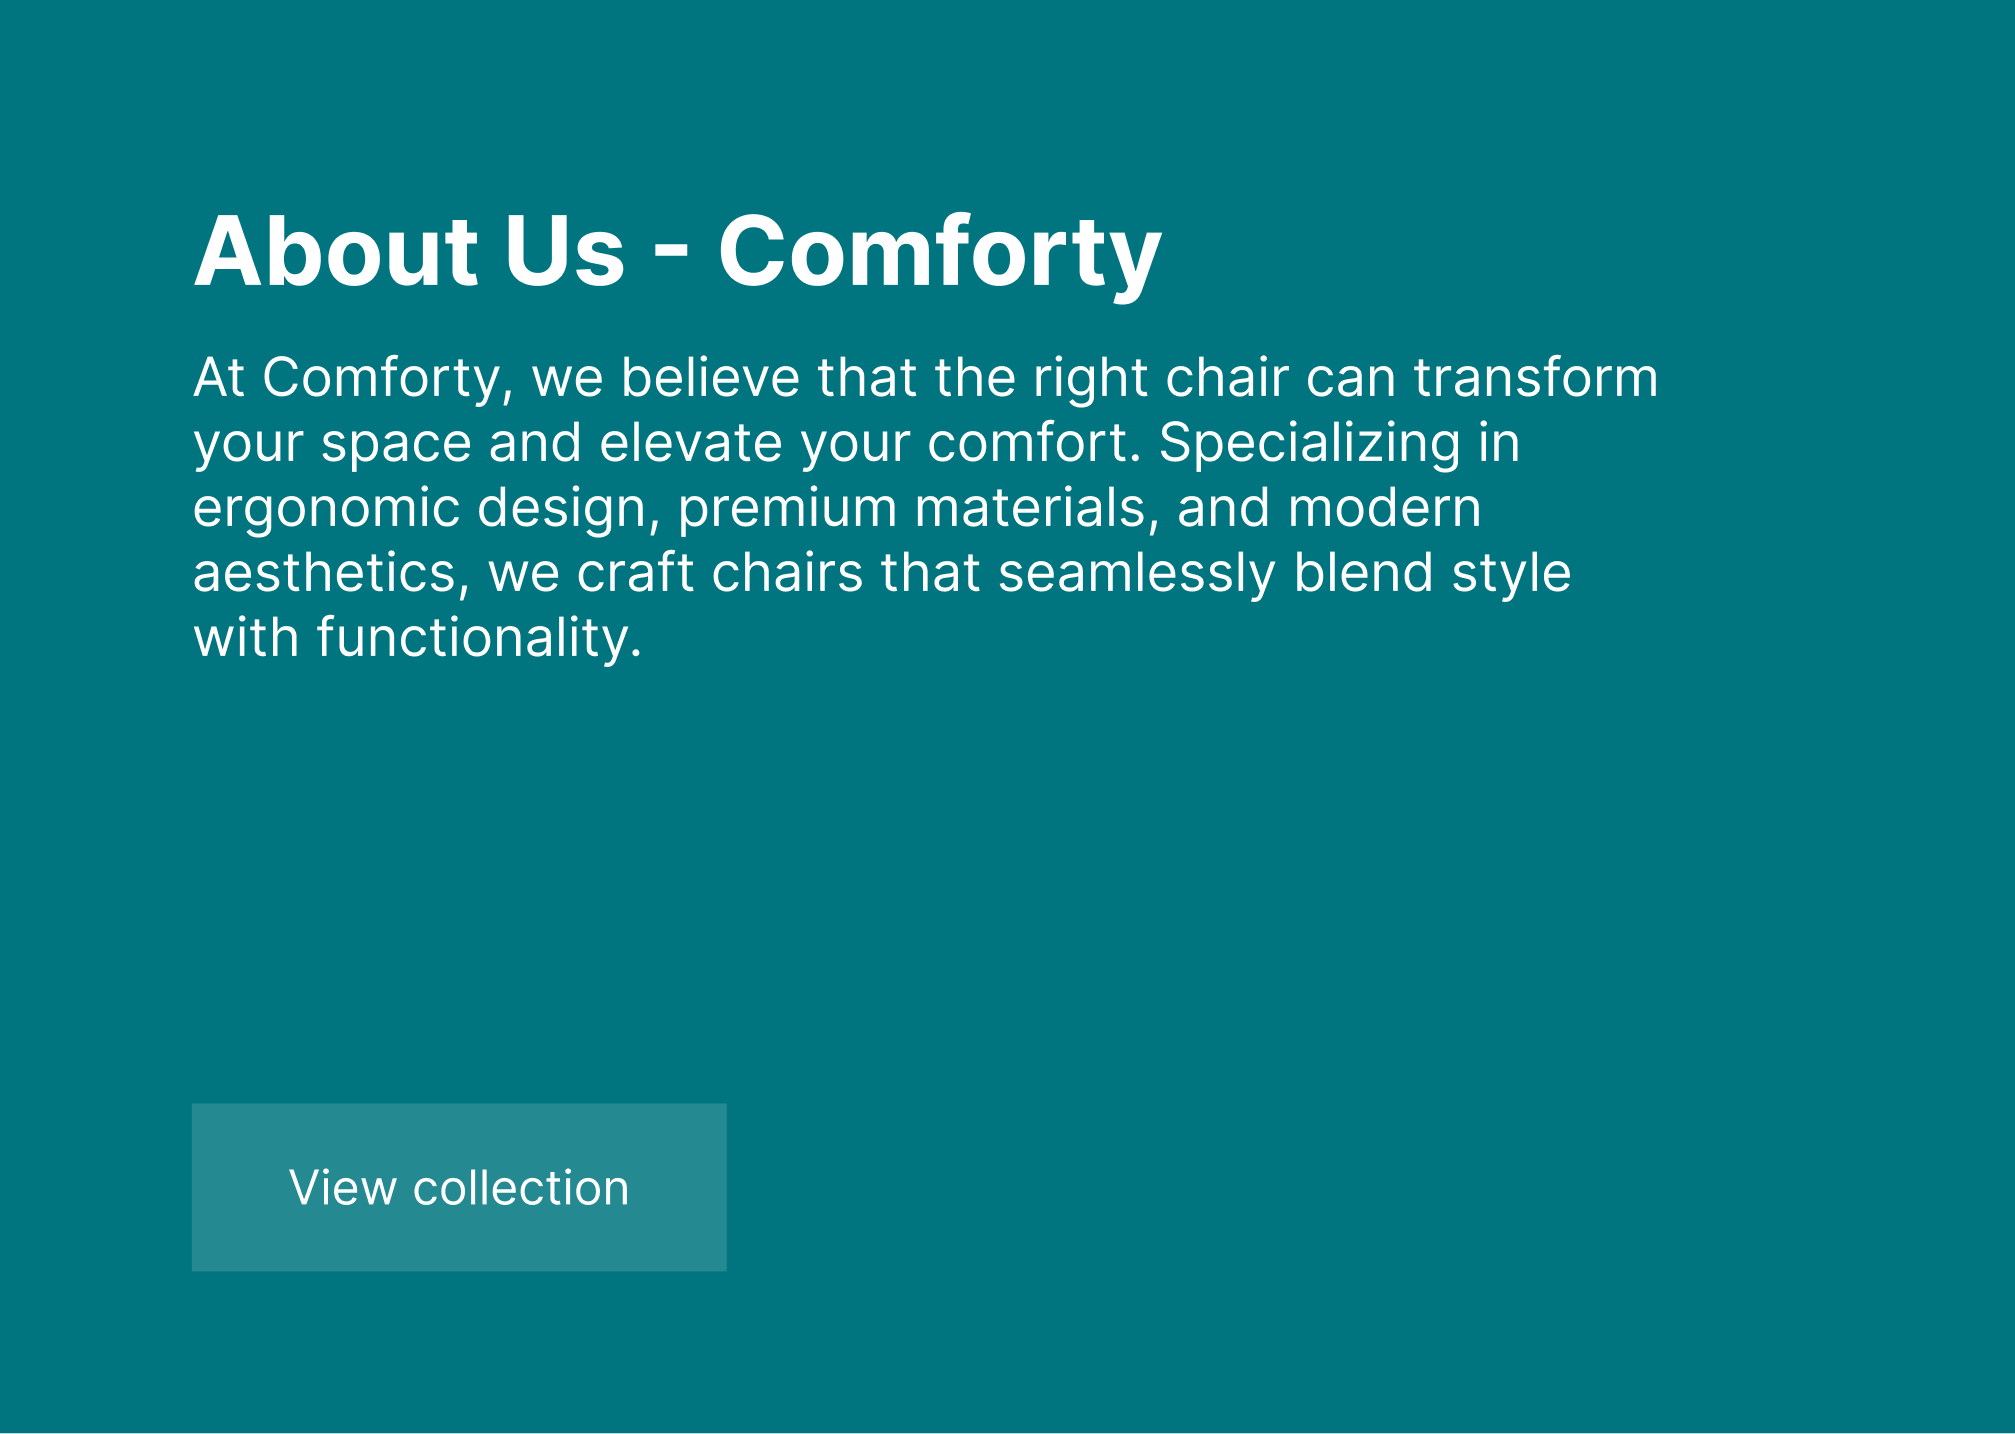 About Us - Comforty
At Comforty, we believe that the right chair can transform
your space and elevate your comfort. Specializing in
ergonomic design, premium materials, and modern
aesthetics, we craft chairs that seamlessly blend style
with functionality.
View collection